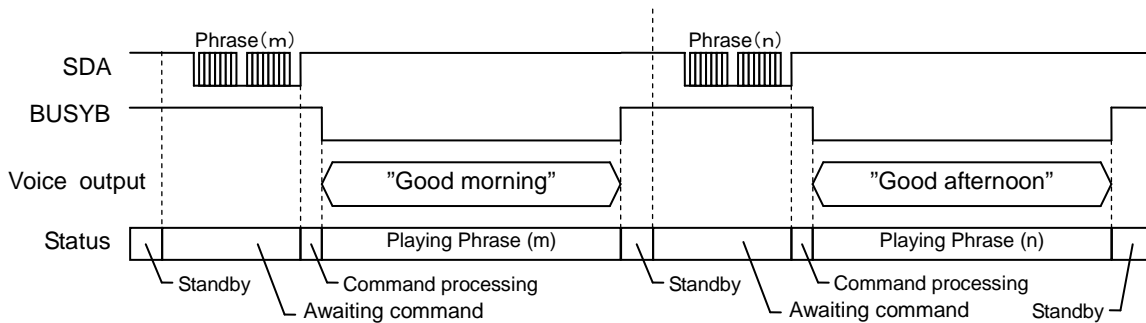 Phrase(m) Phrase(n)
SDA
BUSYB
Voice output "Good morning" "Good afternoon"
Status Playing Phrase (m) Playing Phrase (n)
Standby Command processing Standby Command processing
Awaiting command Awaiting command Standby